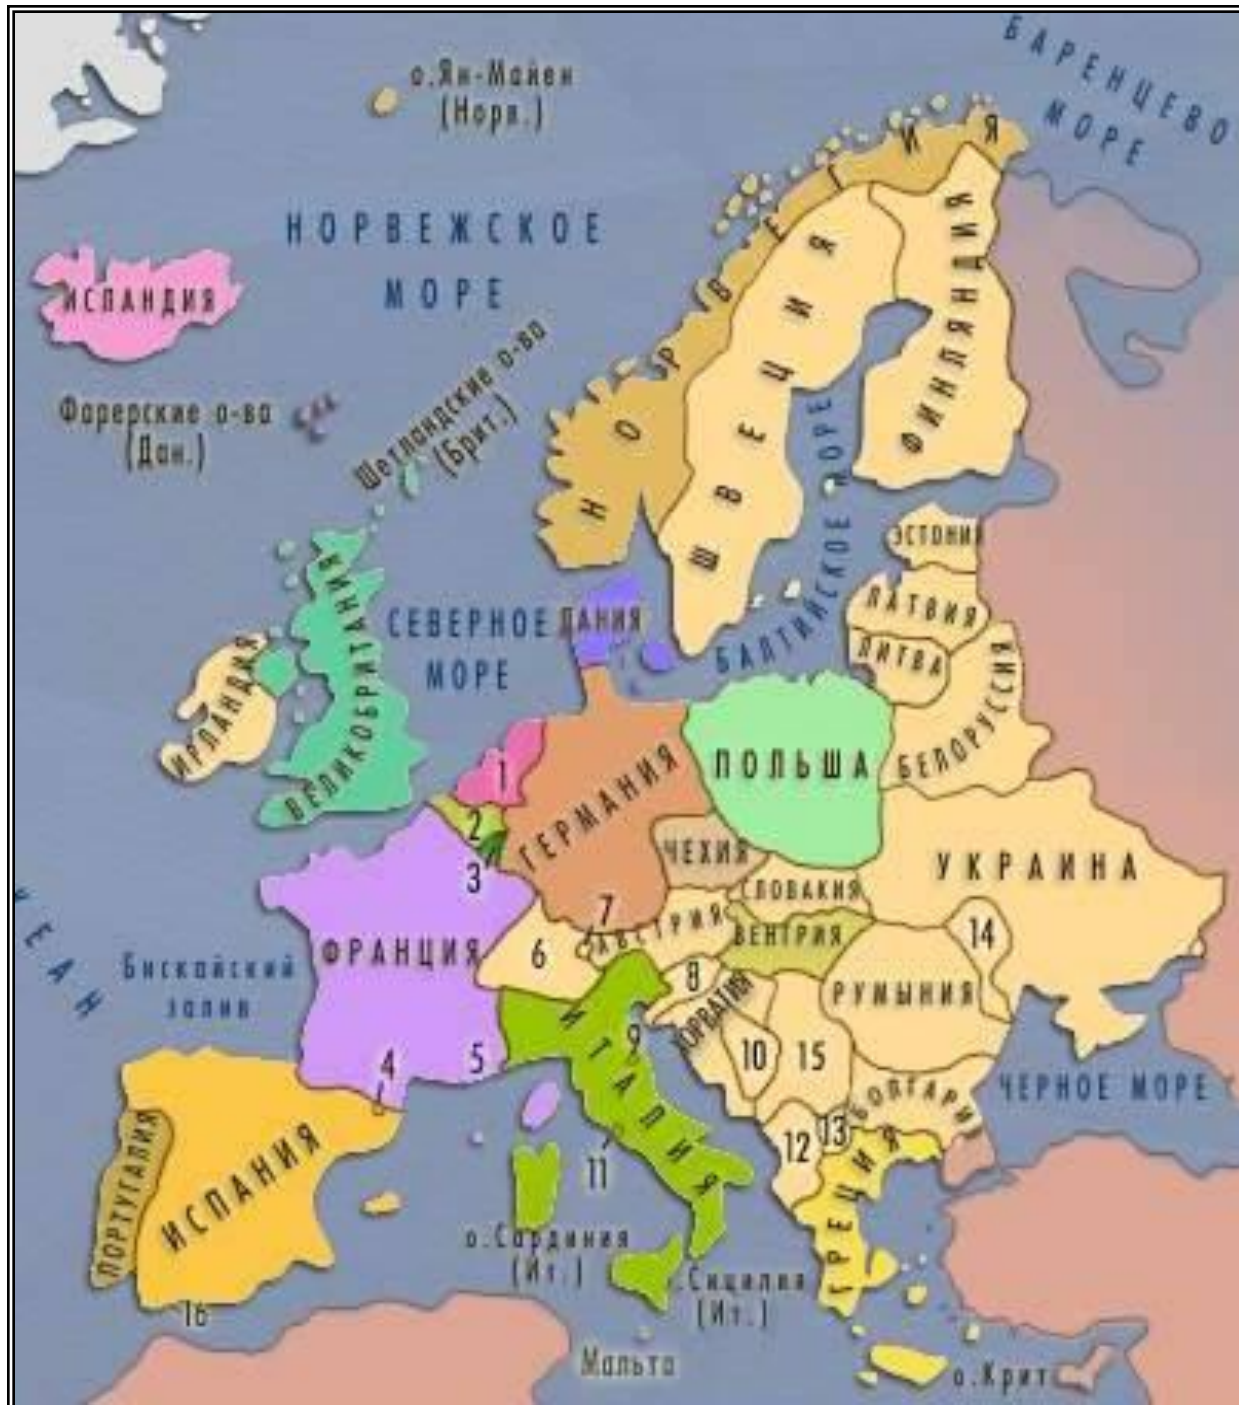 БАРЕНЦЕВО
МОРЕ
о.Ян-Майен
(Норв.)
НОРВЕЖСКОЕ
МОРЕ
ИСЛАНДИЯ
Фарерские о-ва
(Дан.)
Шетландские о-ва
(Брит.)
НОРВЕГИЯ
ШВЕЦИЯ
ФИНЛЯНДИЯ
БАЛТИЙСКОЕ МОРЕ
ЭСТОНИЯ
ЛАТВИЯ
ЛИТВА
БЕЛОРУССИЯ
СЕВЕРНОЕ
МОРЕ
ДАНИЯ
ИРЛАНДИЯ
ВЕЛИКОБРИТАНИЯ
1
2
3
ГЕРМАНИЯ
ПОЛЬША
ЧЕХИЯ
СЛОВАКИЯ
УКРАИНА
ЕАН
Бискайский
залив
ФРАНЦИЯ
6
7
АВСТРИЯ
ВЕНГРИЯ
14
8
ХОРВАТИЯ
РУМЫНИЯ
4
5
ИТАЛИЯ
9
10
15
ЧЕРНОЕ МОРЕ
БОЛГАРИ
ПОРТУГАЛИЯ
ИСПАНИЯ
11
12
13
ГРЕЦИЯ
о.Сардиния
(Ит.)
о.Сицилия
(Ит.)
16
Мальта
о.Крит